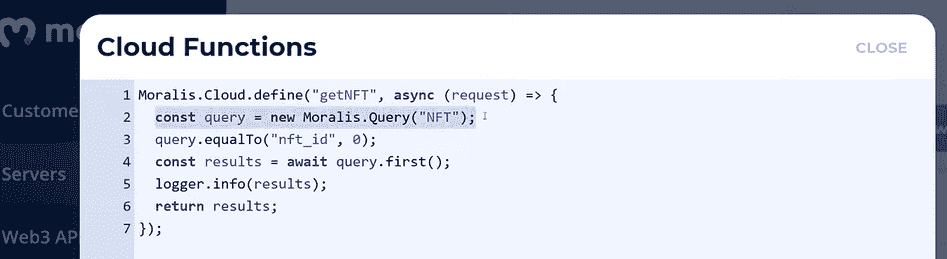 Cloud Functions
CLOSE
1 Moralis.Cloud.define("getNFT", async (request) => {
2 const query = new Moralis.Query("NFT");
3 query.equalTo("nft_id", 0);
4 const results = await query.first();
5 logger.info(results);
6 return results;
7 });
mo
Custome
Servers
Web3 AP